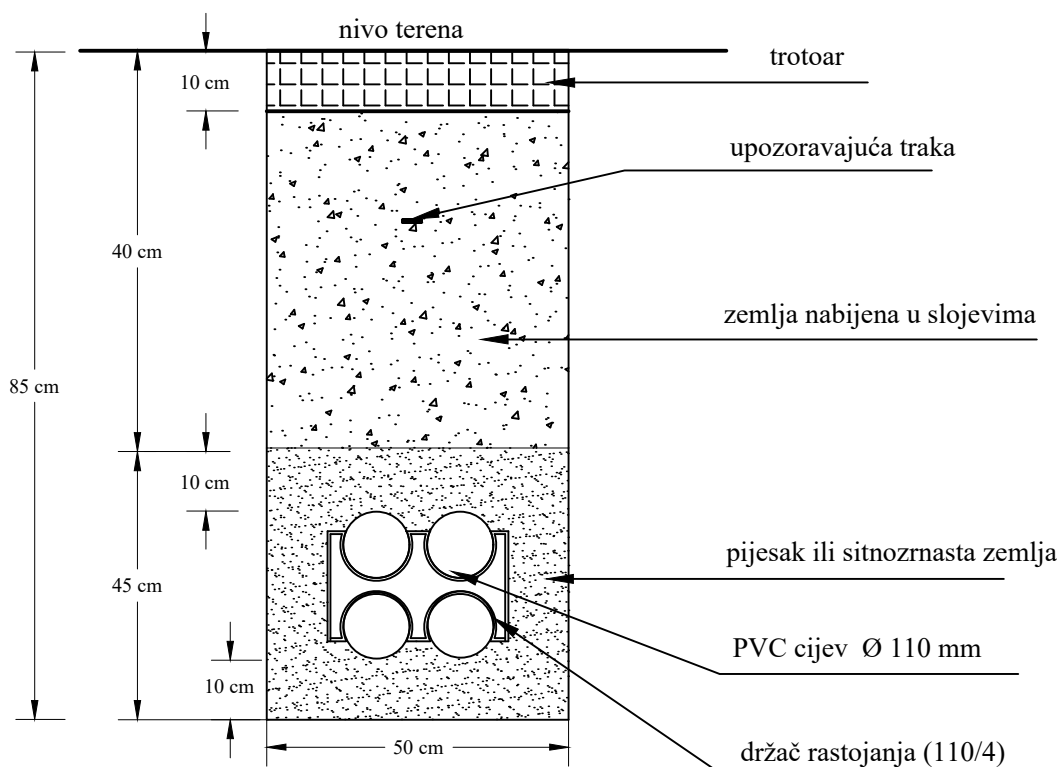 nivo terena
10 cm
trotoar
upozoravajuća traka
40 cm
zemlja nabijena u slojevima
85 cm
10 cm
pijesak ili sitnozrnasta zemlja
45 cm
PVC cijev Ø 110 mm
10 cm
50 cm
držač rastojanja (110/4)